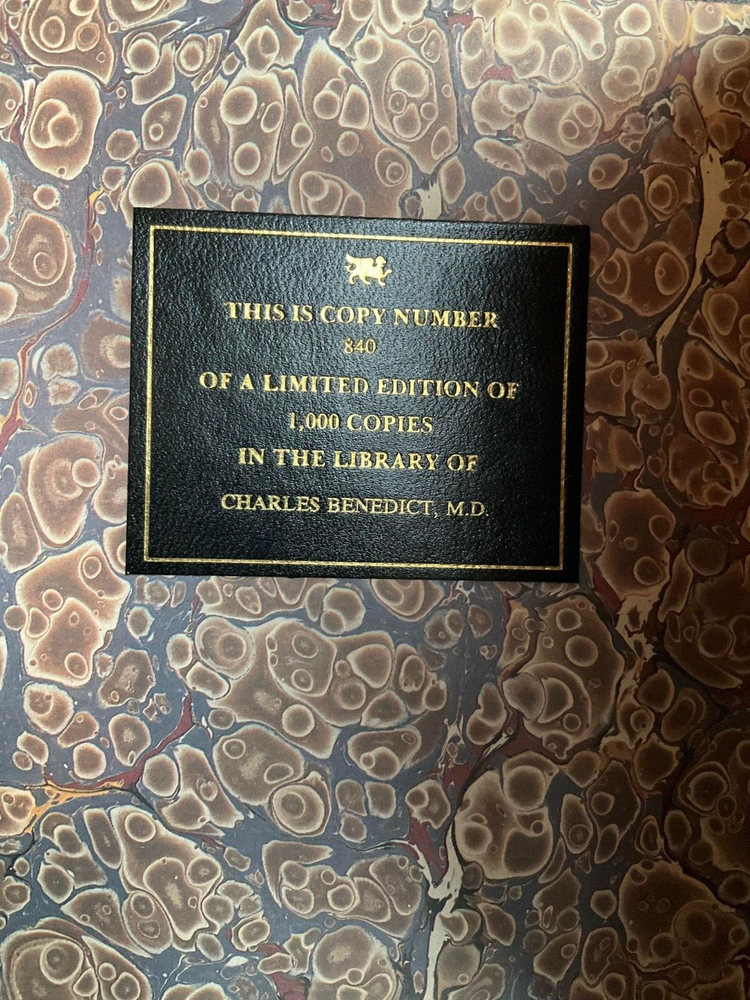 THIS IS COPY NUMBER
840
OF A LIMITED EDITION OF
1,000 COPIES
IN THE LIBRARY OF
CHARLES BENEDICT, M.D.